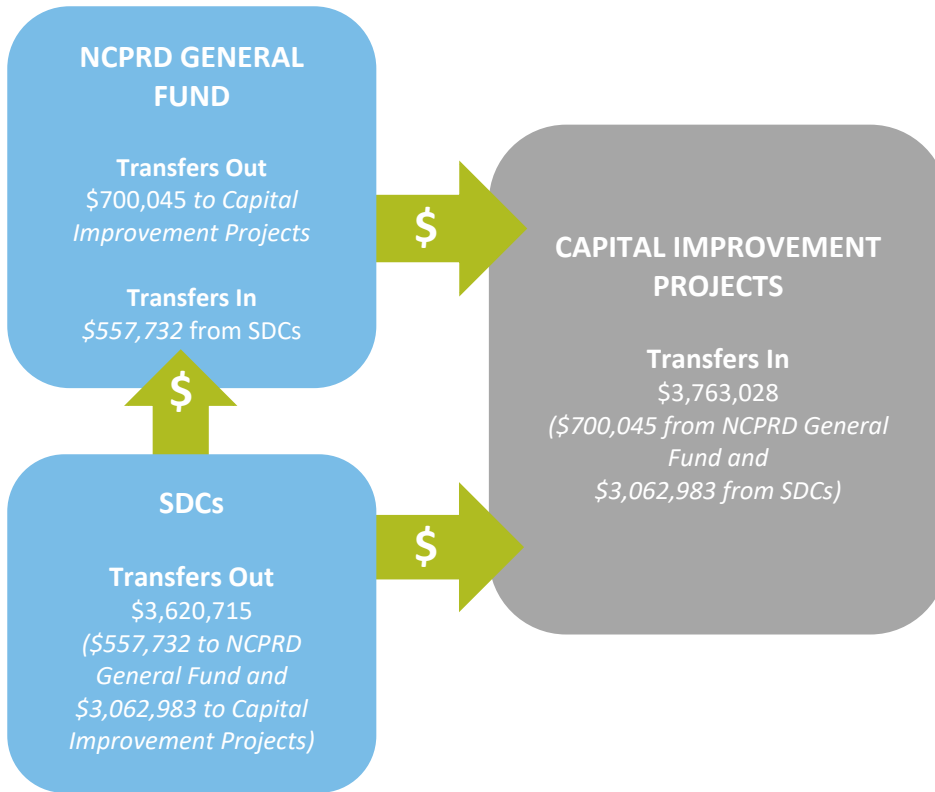 NCPRD GENERAL
FUND
Transfers Out
$700,045 to Capital
Improvement Projects
Transfers In
$557,732 from SDCs
$
$
CAPITAL IMPROVEMENT
PROJECTS
Transfers In
$3,763,028
($700,045 from NCPRD General
Fund and
$3,062,983 from SDCs)
SDCs
Transfers Out
$3,620,715
($557,732 to NCPRD
General Fund and
$3,062,983 to Capital
Improvement Projects)
$